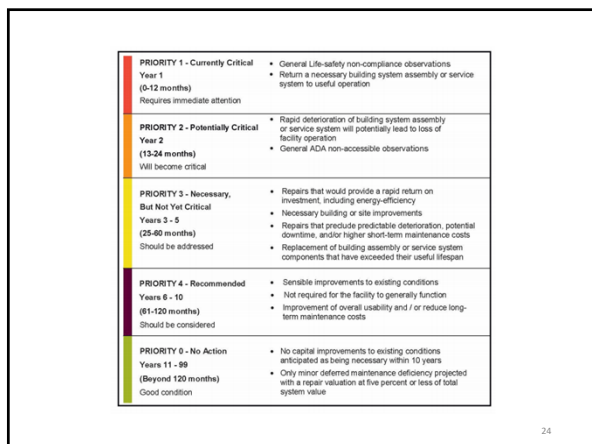 PRIORITY 1 - Currently Critical
Year 1
(0-12 months)
Requires immediate attention
• General Life-safety non-compliance observations
• Return a necessary building system assembly or service
system to useful operation
PRIORITY 2 - Potentially Critical
Year 2
(13-24 months)
Will become critical
• Rapid deterioration of building system assembly
or service system will potentially lead to loss of
facility operation
• General ADA non-accessible observations
PRIORITY 3 - Necessary,
But Not Yet Critical
Years 3 - 5
(25-60 months)
Should be addressed
• Repairs that would provide a rapid return on
investment, including energy-efficiency
• Necessary building or site improvements
• Repairs that preclude predictable deterioration, potential
downtime, and/or higher short-term maintenance costs
• Replacement of building assembly or service system
components that have exceeded their useful lifespan
PRIORITY 4 - Recommended
Years 6 - 10
(61-120 months)
Should be considered
• Sensible improvements to existing conditions
• Not required for the facility to generally function
• Improvement of overall usability and / or reduce long-
term maintenance costs
PRIORITY 0 - No Action
Years 11 - 99
(Beyond 120 months)
Good condition
• No capital improvements to existing conditions
anticipated as being necessary within 10 years
• Only minor deferred maintenance deficiency projected
with a repair valuation at five percent or less of total
system value
24